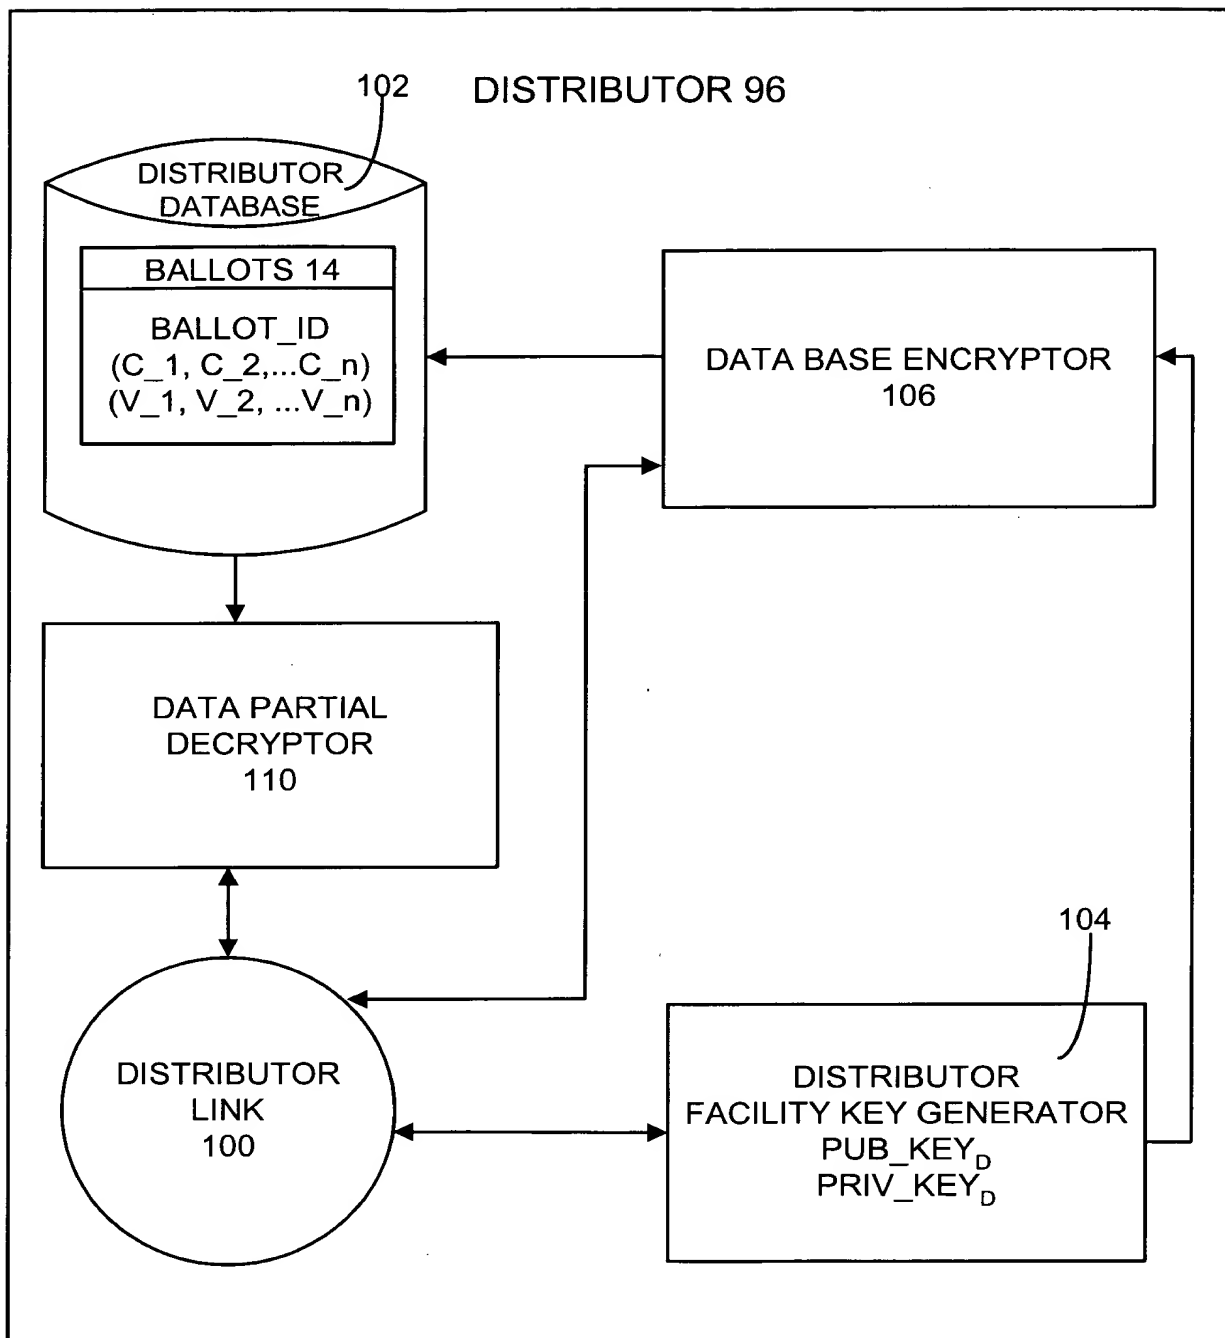 102
DISTRIBUTOR 96
DISTRIBUTOR
DATABASE
BALLOTS 14
BALLOT_ID
(C_1, C_2,...C_n)
(V_1, V_2, ...V_n)
DATA BASE ENCRYPTOR
106
DATA PARTIAL
DECRYPTOR
110
104
DISTRIBUTOR
LINK
100
DISTRIBUTOR
FACILITY KEY GENERATOR
PUB_KEY_D
PRIV_KEY_D